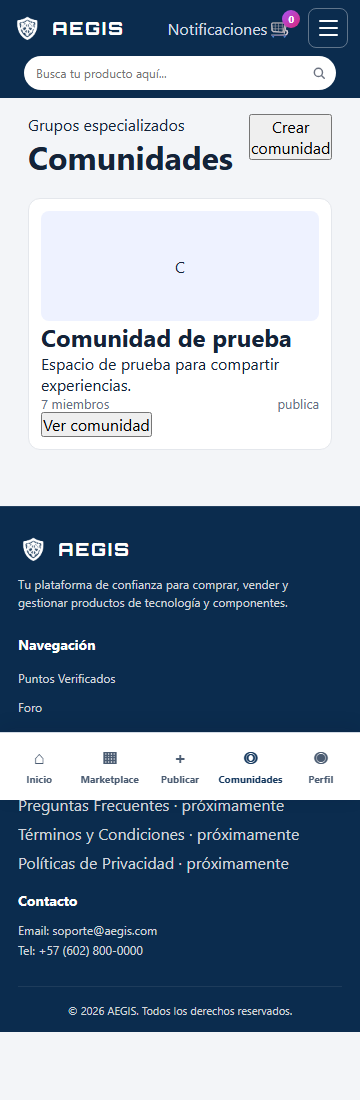 AEGIS
Notificaciones
0
Busca tu producto aquí...
Grupos especializados
Comunidades
Crear
comunidad
C
Comunidad de prueba
Espacio de prueba para compartir
experiencias.
7 miembros
publica
Ver comunidad
AEGIS
Tu plataforma de confianza para comprar, vender y
gestionar productos de tecnología y componentes.
Navegación
Puntos Verificados
Foro
Inicio
Marketplace
Publicar
Comunidades
Perfil
Preguntas Frecuentes · próximamente
Términos y Condiciones · próximamente
Políticas de Privacidad · próximamente
Contacto
Email: soporte@aegis.com
Tel: +57 (602) 800-0000
© 2026 AEGIS. Todos los derechos reservados.